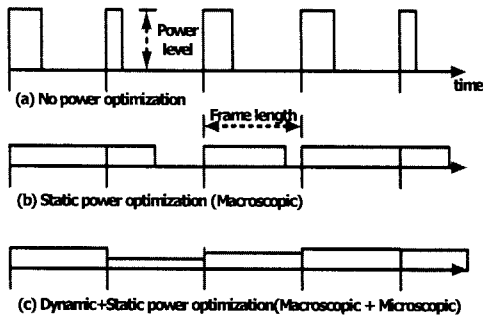 Power
level
time
(a) No power optimization
Frame length
(b) Static power optimization (Macroscopic)
(c) Dynamic+Static power optimization(Macroscopic + Microscopic)